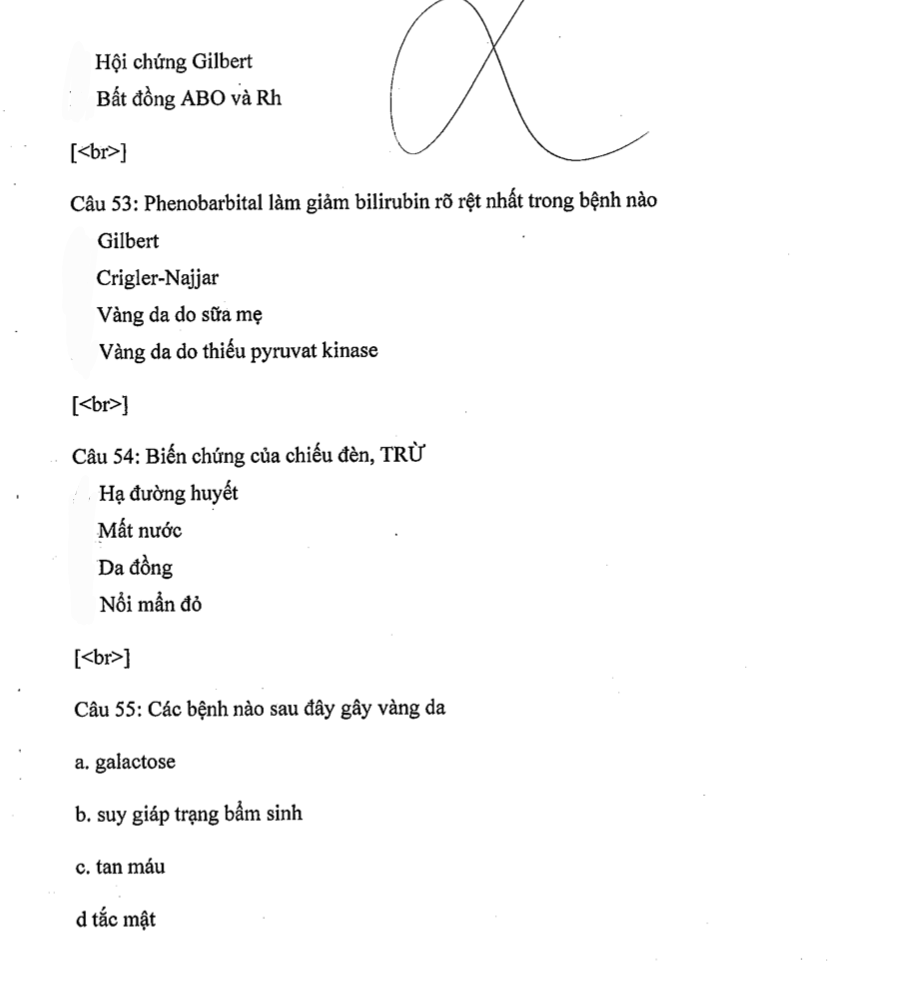 Hội chứng Gilbert
Bất đồng ABO và Rh
[<br>]
Câu 53: Phenobarbital làm giảm bilirubin rõ rệt nhất trong bệnh nào
Gilbert
Crigler-Najjar
Vàng da do sữa mẹ
Vàng da do thiếu pyruvat kinase
[<br>]
Câu 54: Biến chứng của chiếu đèn, TRỪ
Hạ đường huyết
Mất nước
Da đồng
Nổi mẩn đỏ
[<br>]
Câu 55: Các bệnh nào sau đây gây vàng da
a. galactose
b. suy giáp trạng bẩm sinh
c. tan máu
d tắc mật